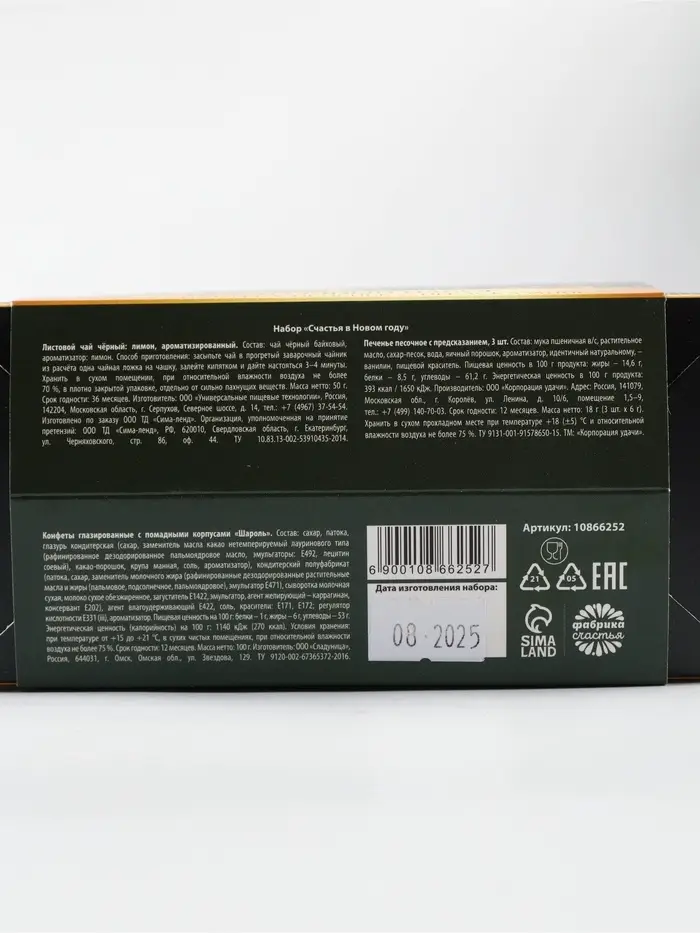 Набор «Счастья в Новом году»
Листовой чай чёрный: лимон, ароматизированный. Состав: чай чёрный байховый,
ароматизатор: лимон. Способ приготовления: засыпьте чай в прогретый заварочный чайник
из расчёта одна чайная ложка на чашку, залейте кипятком и дайте настояться 3–4 минуты.
Хранить в сухом помещении, при относительной влажности воздуха не более
70 %, в плотно закрытой упаковке, отдельно от сильно пахнущих веществ. Масса нетто: 50 г.
Срок годности: 36 месяцев. Изготовитель: ООО «Универсальные пищевые технологии», Россия,
142204, Московская область, г. Серпухов, Северное шоссе, д. 14, тел.: +7 (4967) 37-54-54.
Изготовлено по заказу ООО ТД «Сима-ленд». Организация, уполномоченная на принятие
претензий: ООО ТД «Сима-ленд», РФ, 620010, Свердловская область, г. Екатеринбург,
ул. Черняховского, стр. 86, оф. 44. ТУ 10.83.13-002-53910435-2014.
Печенье песочное с предсказанием, 3 шт. Состав: мука пшеничная в/с, растительное
масло, сахар-песок, вода, яичный порошок, ароматизатор, идентичный натуральному, –
ванилин, пищевой краситель. Пищевая ценность в 100 г продукта: жиры – 14,6 г,
белки – 8,5 г, углеводы – 61,2 г. Энергетическая ценность в 100 г продукта:
393 ккал / 1650 кДж. Производитель: ООО «Корпорация удачи». Адрес: Россия, 141079,
Московская обл., г. Королёв, ул. Ленина, д. 10/6, помещение 1,5–9,
тел.: +7 (499) 140-70-03. Срок годности: 12 месяцев. Масса нетто: 18 г (3 шт. х 6 г).
Хранить в сухом прохладном месте при температуре +18 (±5) °С и относительной
влажности воздуха не более 75 %. ТУ 9131-001-91578650-15. ТМ: «Корпорация удачи».
Конфеты глазированные с помадными корпусами «Шароль». Состав: сахар, патока,
глазурь кондитерская (сахар, заменитель масла какао нетемперируемый лауринового типа
(рафинированное дезодорированное пальмоядровое масло, эмульгаторы: Е492, лецитин
соевый), какао-порошок, крупа манная, соль, ароматизатор), кондитерский полуфабрикат
(патока, сахар, заменитель молочного жира (рафинированные дезодорированные растительные
масла и жиры (пальмовое, подсолнечное, пальмоядровое), эмульгатор Е471), сыворотка молочная
сухая, молоко сухое обезжиренное, загуститель Е1422, эмульгатор, агент желирующий – каррагинан,
консервант Е202), агент влагоудерживающий Е422, соль, красители: Е171, Е172; регулятор
кислотности Е331 (iii), ароматизатор. Пищевая ценность на 100 г: белки – 1 г, жиры – 6 г, углеводы – 53 г.
Энергетическая ценность (калорийность) на 100 г: 1140 кДж (270 ккал). Условия хранения:
при температуре от +15 до +21 °С, в сухих чистых помещениях, при относительной влажности
воздуха не более 75 %. Срок годности: 12 месяцев. Масса нетто: 100 г. Изготовитель: ООО «Сладуница»,
Россия, 644031, г. Омск, Омская обл., ул. Звездова, 129. ТУ 9120-002-67365372-2016.
6 900108 662527
Дата изготовления набора:
08 2025
Артикул: 10866252
21
05
EAC
SIMA
LAND
фабрика
счастья